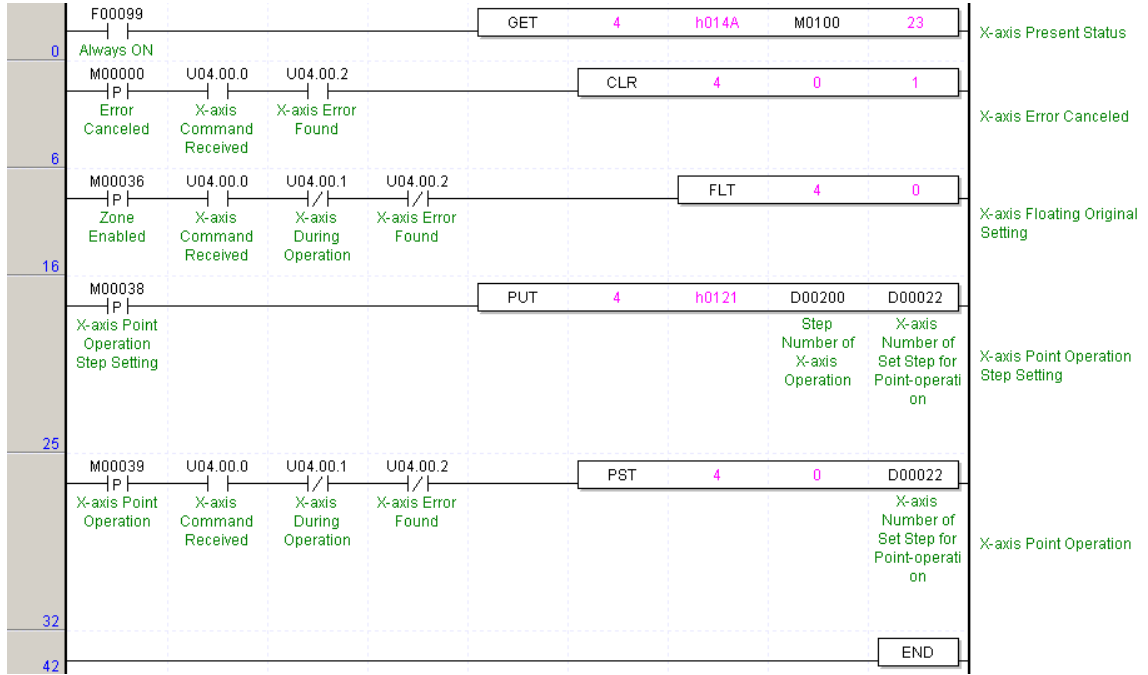 F00099
GET 4 h014A M0100 23
X-axis Present Status
0 Always ON
M00000 U04.00.0 U04.00.2
P
CLR 4 0 1
Error X-axis X-axis Error
Canceled Command Found
Received
X-axis Error Canceled
6
M00036 U04.00.0 U04.00.1 U04.00.2
P
FLT 4 0
Zone X-axis X-axis X-axis Error
Enabled Command During Found
Received Operation
X-axis Floating Original
Setting
16
M00038
P
PUT 4 h0121 D00200 D00022
X-axis Point Step X-axis
Operation Number of Number of
Step Setting X-axis Set Step for
Operation Point-operati
on
X-axis Point Operation
Step Setting
25
M00039 U04.00.0 U04.00.1 U04.00.2
P
PST 4 0 D00022
X-axis Point X-axis X-axis X-axis Error X-axis
Operation Command During Found Number of
Received Operation Set Step for
Point-operati
on
X-axis Point Operation
32
END
42